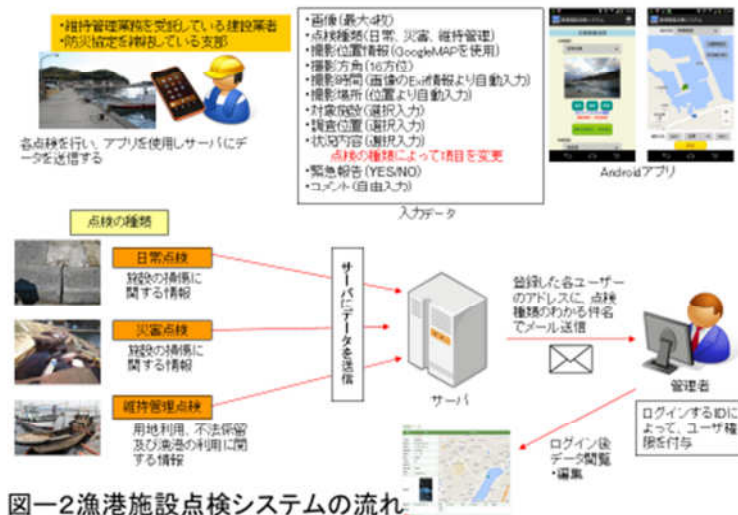 ・維持管理業務を受託している建設業者
・防災協定を締結している支部
各点検を行い、アプリを使用しサーバにデ
ータを送信する
・画像(最大4枚)
・点検種類(日常、災害、維持管理)
・撮影位置情報(GoogleMAPを使用)
・撮影方角(16方位)
・撮影時間(画像のExif情報より自動入力)
・撮影場所(位置より自動入力)
・対象施設(選択入力)
・調査位置(選択入力)
・状況内容(選択入力)
点検の種類によって項目を変更
・緊急報告(YES/NO)
・コメント(自由入力)
入力データ
Androidアプリ
点検の種類
日常点検
施設の損傷に
関する情報
災害点検
施設の損傷に
関する情報
維持管理点検
用地利用、不法係留
及び漁港の利用に関
する情報
サーバにデータを送信
サーバ
登録した各ユーザー
のアドレスに、点検
種類のわかる件名
でメール送信
管理者
ログインするIDに
よって、ユーザ権
限を付与
ログイン後
データ閲覧
・編集
図ー2漁港施設点検システムの流れ